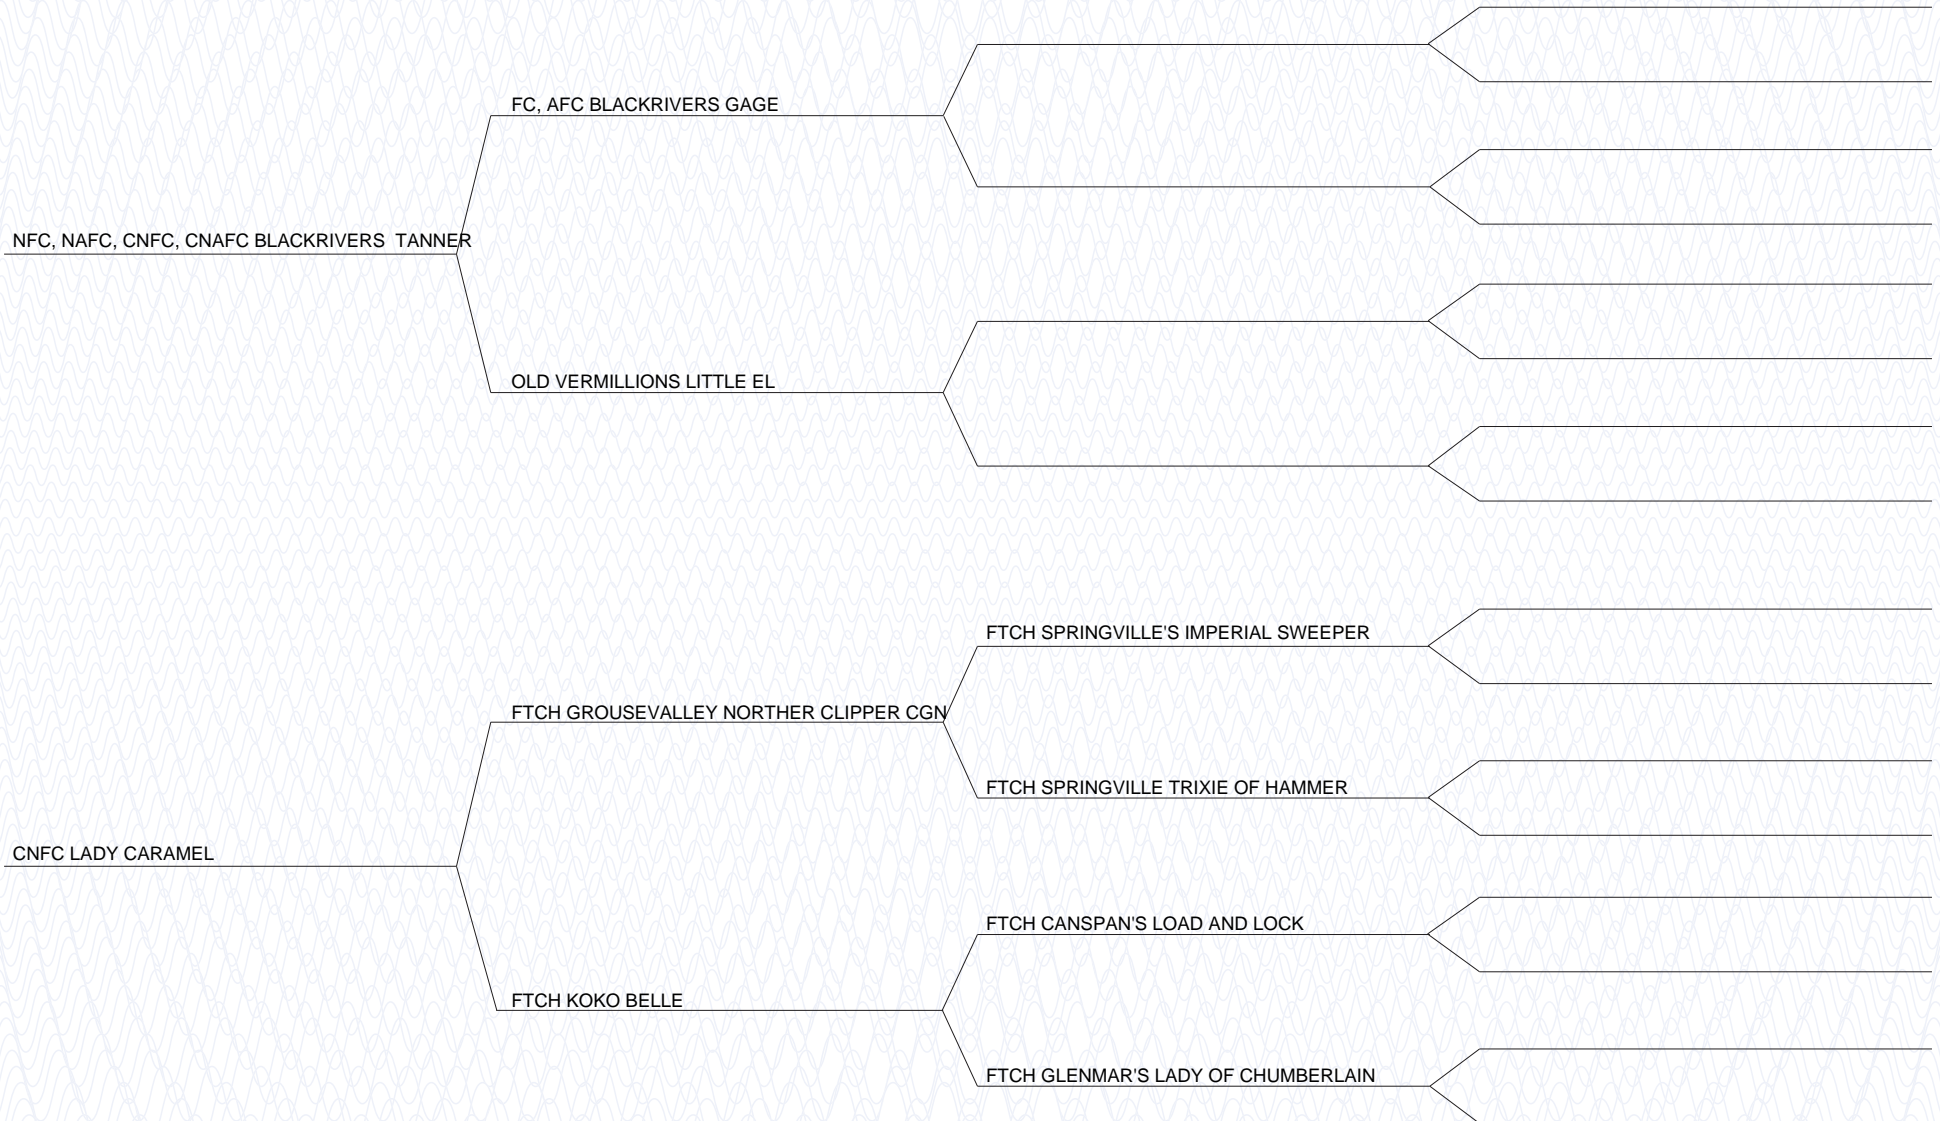 FC, AFC BLACKRIVERS GAGE
NFC, NAFC, CNFC, CNAFC BLACKRIVERS  TANNER
OLD VERMILLIONS LITTLE EL
FTCH SPRINGVILLE'S IMPERIAL SWEEPER
FTCH GROUSEVALLEY NORTHER CLIPPER CGN
FTCH SPRINGVILLE TRIXIE OF HAMMER
CNFC LADY CARAMEL
FTCH CANSPAN'S LOAD AND LOCK
FTCH KOKO BELLE
FTCH GLENMAR'S LADY OF CHUMBERLAIN